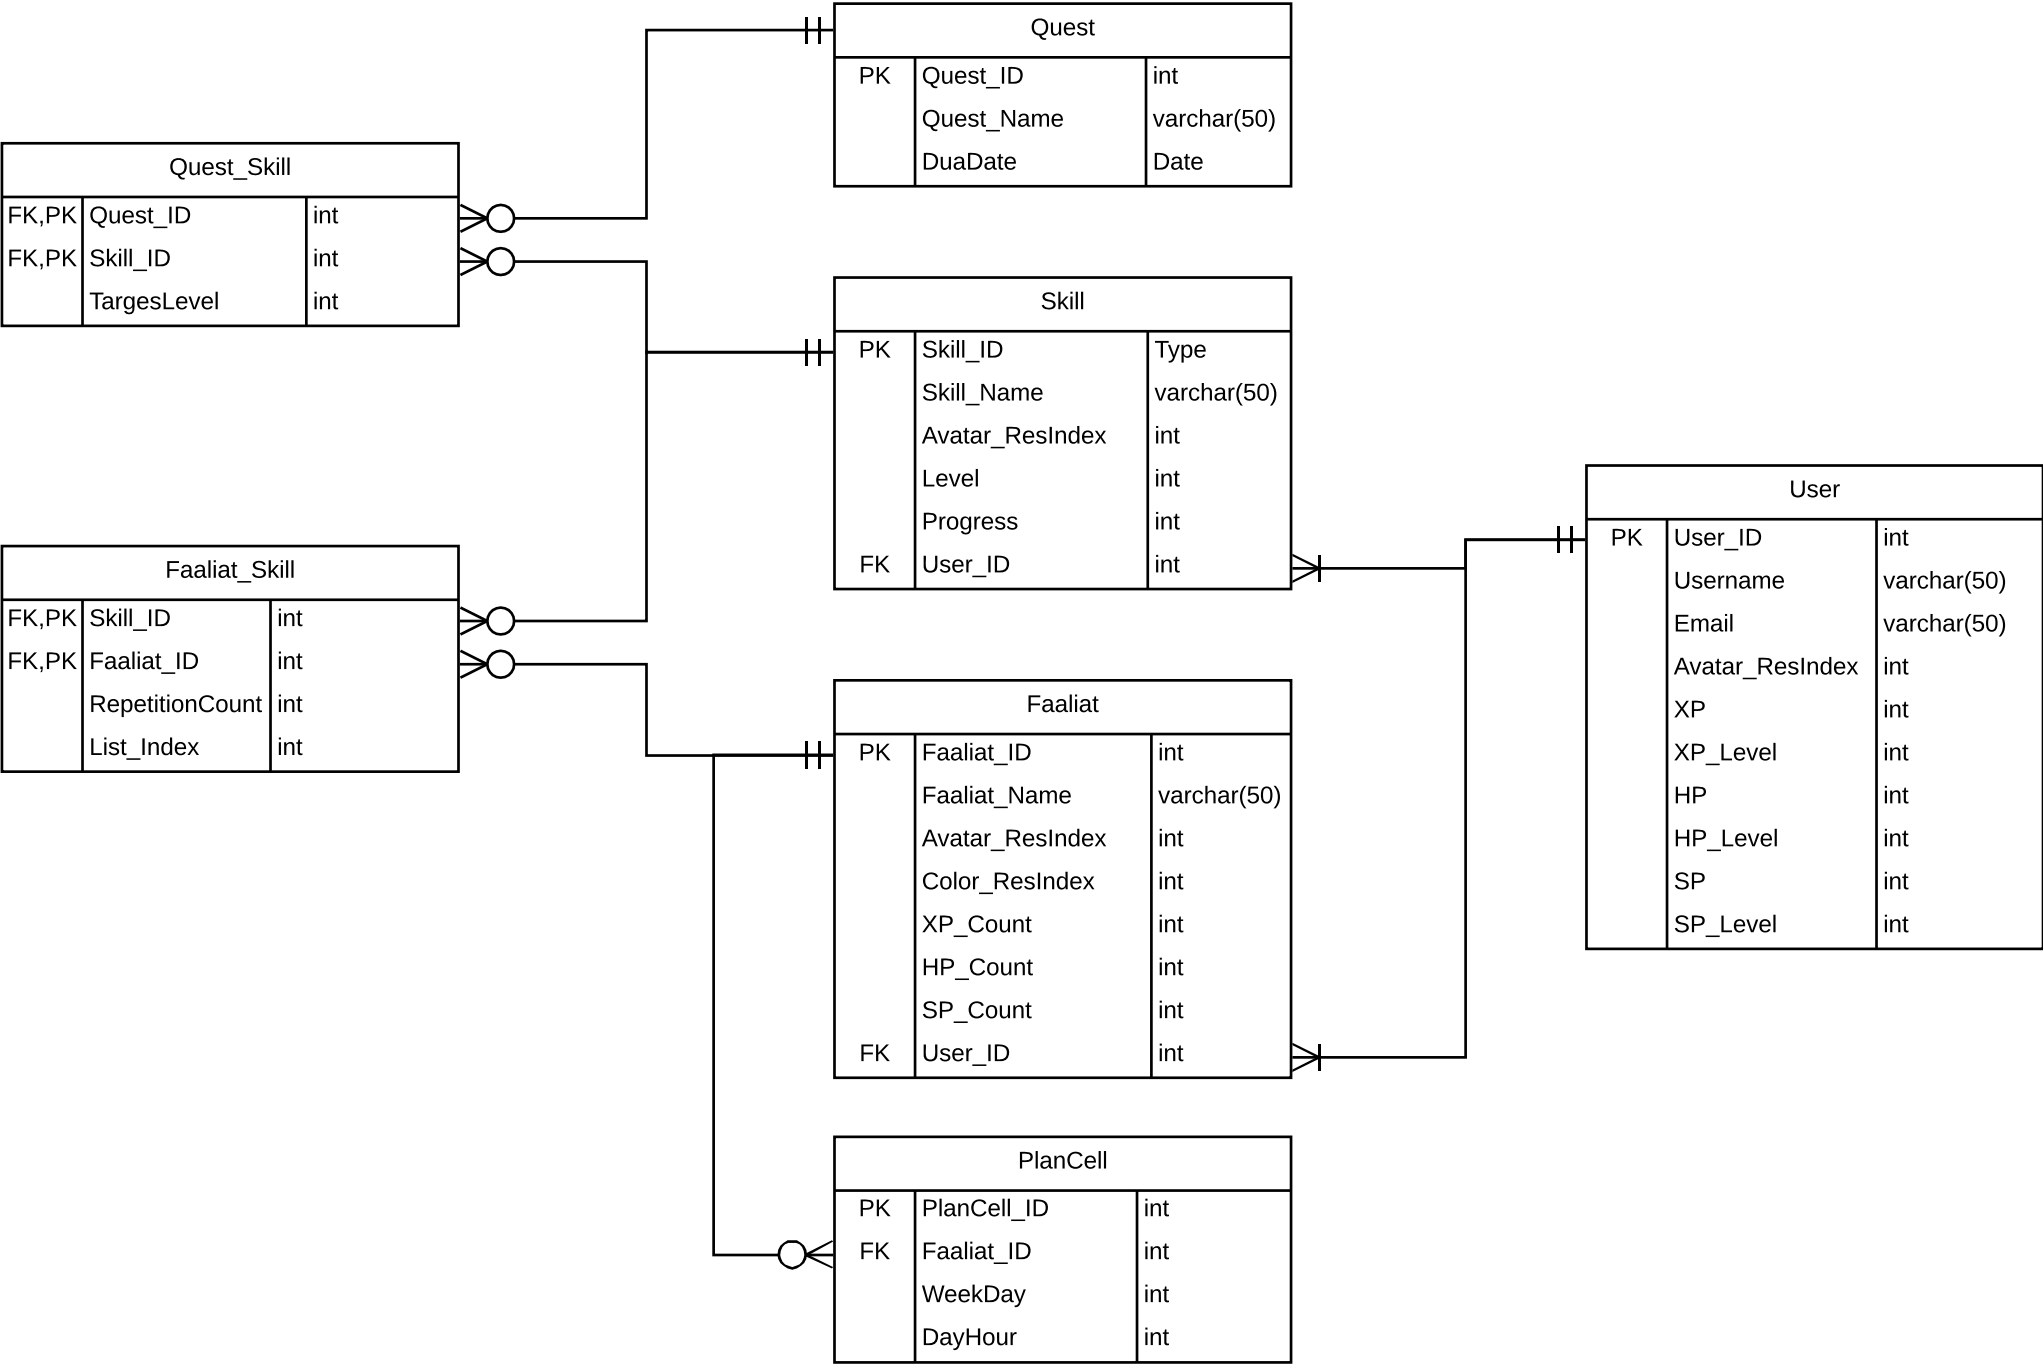 Quest
PK Quest_ID int
Quest_Name varchar(50)
DuaDate Date
Quest_Skill
FK,PK Quest_ID int
FK,PK Skill_ID int
TargesLevel int
Skill
PK Skill_ID Type
Skill_Name varchar(50)
Avatar_ResIndex int
Level int
Progress int
FK User_ID int
User
PK User_ID int
Username varchar(50)
Email varchar(50)
Avatar_ResIndex int
XP int
XP_Level int
HP int
HP_Level int
SP int
SP_Level int
Faaliat_Skill
FK,PK Skill_ID int
FK,PK Faaliat_ID int
RepetitionCount int
List_Index int
Faaliat
PK Faaliat_ID int
Faaliat_Name varchar(50)
Avatar_ResIndex int
Color_ResIndex int
XP_Count int
HP_Count int
SP_Count int
FK User_ID int
PlanCell
PK PlanCell_ID int
FK Faaliat_ID int
WeekDay int
DayHour int